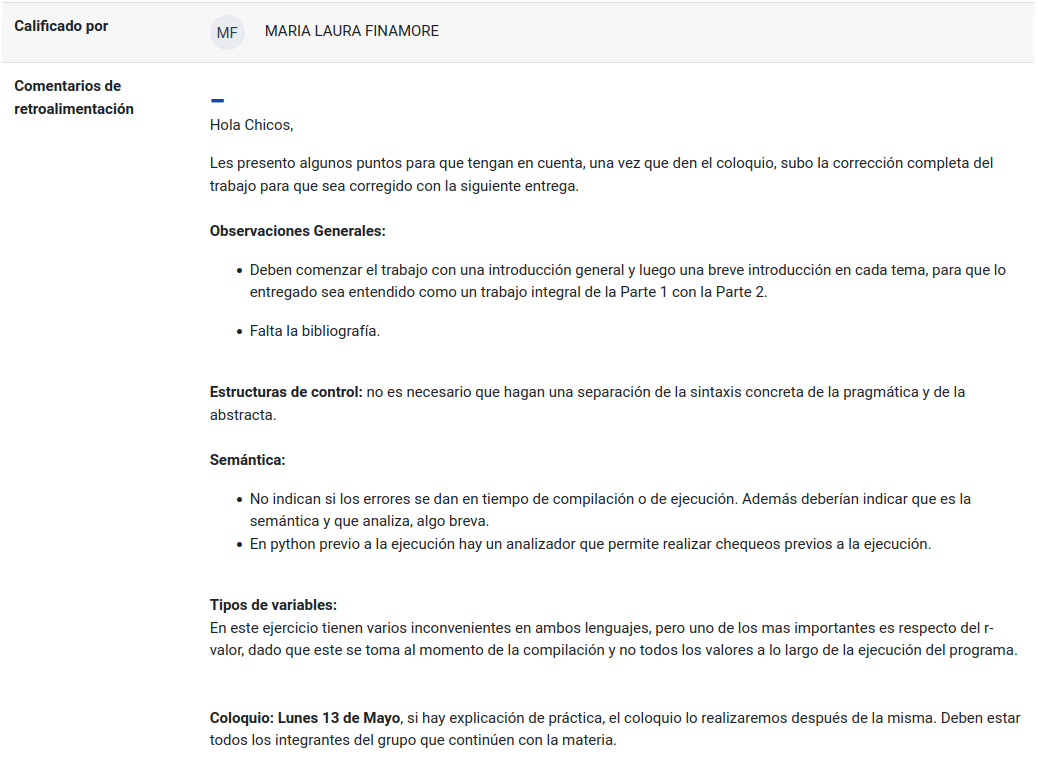 Calificado por
MF MARIA LAURA FINAMORE
Comentarios de
retroalimentación
Hola Chicos,
Les presento algunos puntos para que tengan en cuenta, una vez que den el coloquio, subo la corrección completa del
trabajo para que sea corregido con la siguiente entrega.
Observaciones Generales:
• Deben comenzar el trabajo con una introducción general y luego una breve introducción en cada tema, para que lo
entregado sea entendido como un trabajo integral de la Parte 1 con la Parte 2.
• Falta la bibliografía.
Estructuras de control: no es necesario que hagan una separación de la sintaxis concreta de la pragmática y de la
abstracta.
Semántica:
• No indican si los errores se dan en tiempo de compilación o de ejecución. Además deberían indicar que es la
semántica y que analiza, algo breva.
• En python previo a la ejecución hay un analizador que permite realizar chequeos previos a la ejecución.
Tipos de variables:
En este ejercicio tienen varios inconvenientes en ambos lenguajes, pero uno de los mas importantes es respecto del r-
valor, dado que este se toma al momento de la compilación y no todos los valores a lo largo de la ejecución del programa.
Coloquio: Lunes 13 de Mayo, si hay explicación de práctica, el coloquio lo realizaremos después de la misma. Deben estar
todos los integrantes del grupo que continúen con la materia.